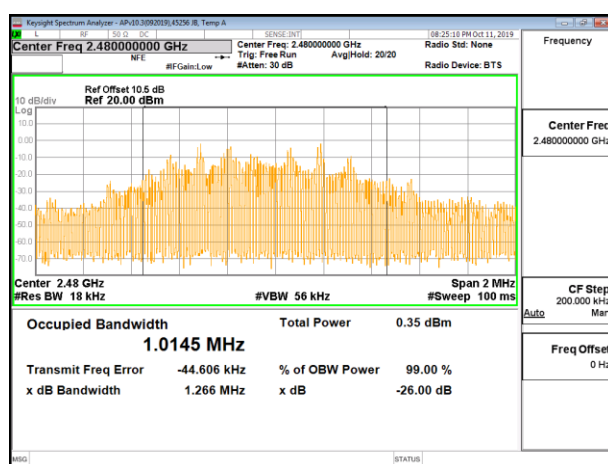 Keysight Spectrum Analyzer - APv10.3(092019),45256 JB, Temp A
L RF 50 Ω DC SENSE:INT 08:25:10 PM Oct 11, 2019
Center Freq 2.480000000 GHz
Center Freq: 2.480000000 GHz Radio Std: None
NFE Trig: Free Run Avg|Hold: 20/20
#IFGain:Low #Atten: 30 dB Radio Device: BTS
Frequency
Ref Offset 10.5 dB
10 dB/div Ref 20.00 dBm
Log
10.0
0.00
-10.0
-20.0
-30.0
-40.0
-50.0
-60.0
-70.0
Center Freq
2.480000000 GHz
Center 2.48 GHz Span 2 MHz
#Res BW 18 kHz #VBW 56 kHz #Sweep 100 ms
CF Step
200.000 kHz
Auto Man
Occupied Bandwidth Total Power 0.35 dBm
1.0145 MHz
Transmit Freq Error -44.606 kHz % of OBW Power 99.00 %
x dB Bandwidth 1.266 MHz x dB -26.00 dB
Freq Offset
0 Hz
MSG STATUS